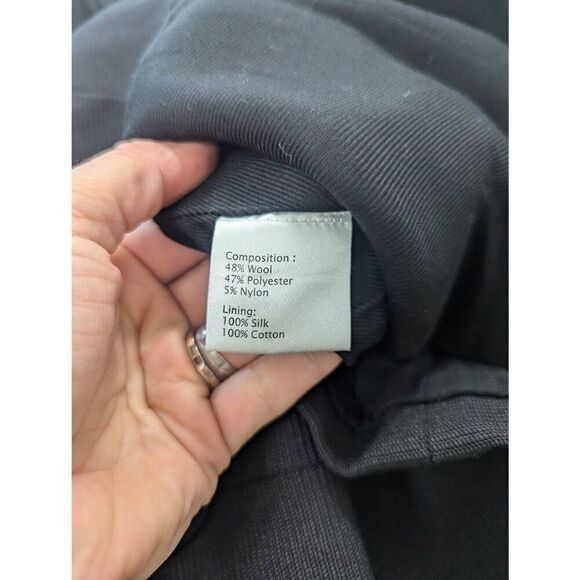 Composition :
48% Wool
47% Polyester
5% Nylon
Lining:
100% Silk
100% Cotton